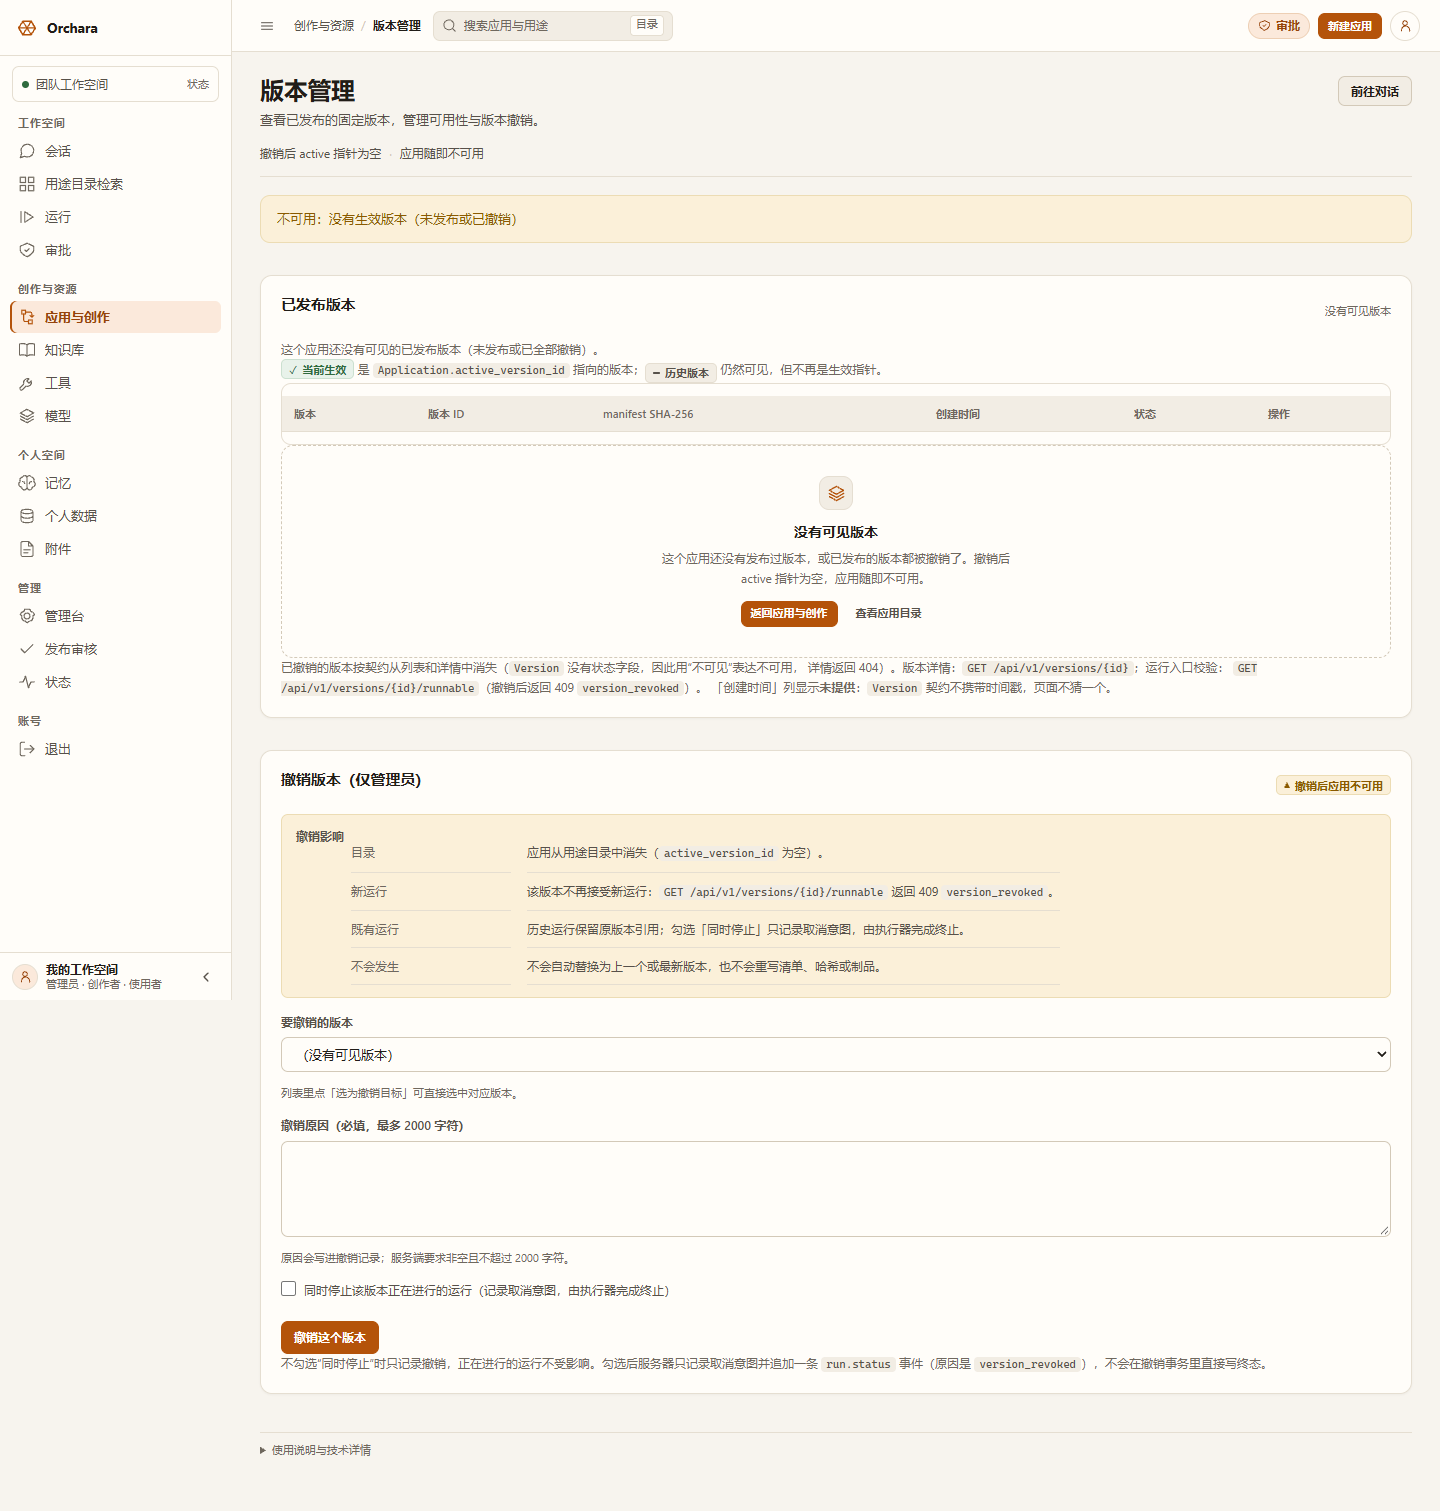 Orchara
团队工作空间 状态
工作空间
会话
用途目录检索
运行
审批
创作与资源
应用与创作
知识库
工具
模型
个人空间
记忆
个人数据
附件
管理
管理台
发布审核
状态
账号
退出
我的工作空间
管理员 · 创作者 · 使用者
创作与资源 / 版本管理
搜索应用与用途 目录
审批
新建应用
版本管理
前往对话
查看已发布的固定版本，管理可用性与版本撤销。
撤销后 active 指针为空 · 应用随即不可用
不可用：没有生效版本（未发布或已撤销）
已发布版本
没有可见版本
这个应用还没有可见的已发布版本（未发布或已全部撤销）。
✓ 当前生效 是 Application.active_version_id 指向的版本； 历史版本 仍然可见，但不再是生效指针。
版本 版本 ID manifest SHA-256 创建时间 状态 操作
没有可见版本
这个应用还没有发布过版本，或已发布的版本都被撤销了。撤销后
active 指针为空，应用随即不可用。
返回应用与创作 查看应用目录
已撤销的版本按契约从列表和详情中消失（ Version 没有状态字段，因此用“不可见”表达不可用， 详情返回 404）。版本详情： GET /api/v1/versions/{id} ；运行入口校验： GET
/api/v1/versions/{id}/runnable （撤销后返回 409 version_revoked ）。 「创建时间」列显示未提供： Version 契约不携带时间戳，页面不猜一个。
撤销版本（仅管理员）
▲ 撤销后应用不可用
撤销影响
目录 应用从用途目录中消失（ active_version_id 为空）。
新运行 该版本不再接受新运行： GET /api/v1/versions/{id}/runnable 返回 409 version_revoked 。
既有运行 历史运行保留原版本引用；勾选「同时停止」只记录取消意图，由执行器完成终止。
不会发生 不会自动替换为上一个或最新版本，也不会重写清单、哈希或制品。
要撤销的版本
（没有可见版本）
列表里点「选为撤销目标」可直接选中对应版本。
撤销原因（必填，最多 2000 字符）
原因会写进撤销记录；服务端要求非空且不超过 2000 字符。
同时停止该版本正在进行的运行（记录取消意图，由执行器完成终止）
撤销这个版本
不勾选“同时停止”时只记录撤销，正在进行的运行不受影响。勾选后服务器只记录取消意图并追加一条 run.status 事件（原因是 version_revoked ），不会在撤销事务里直接写终态。
使用说明与技术详情